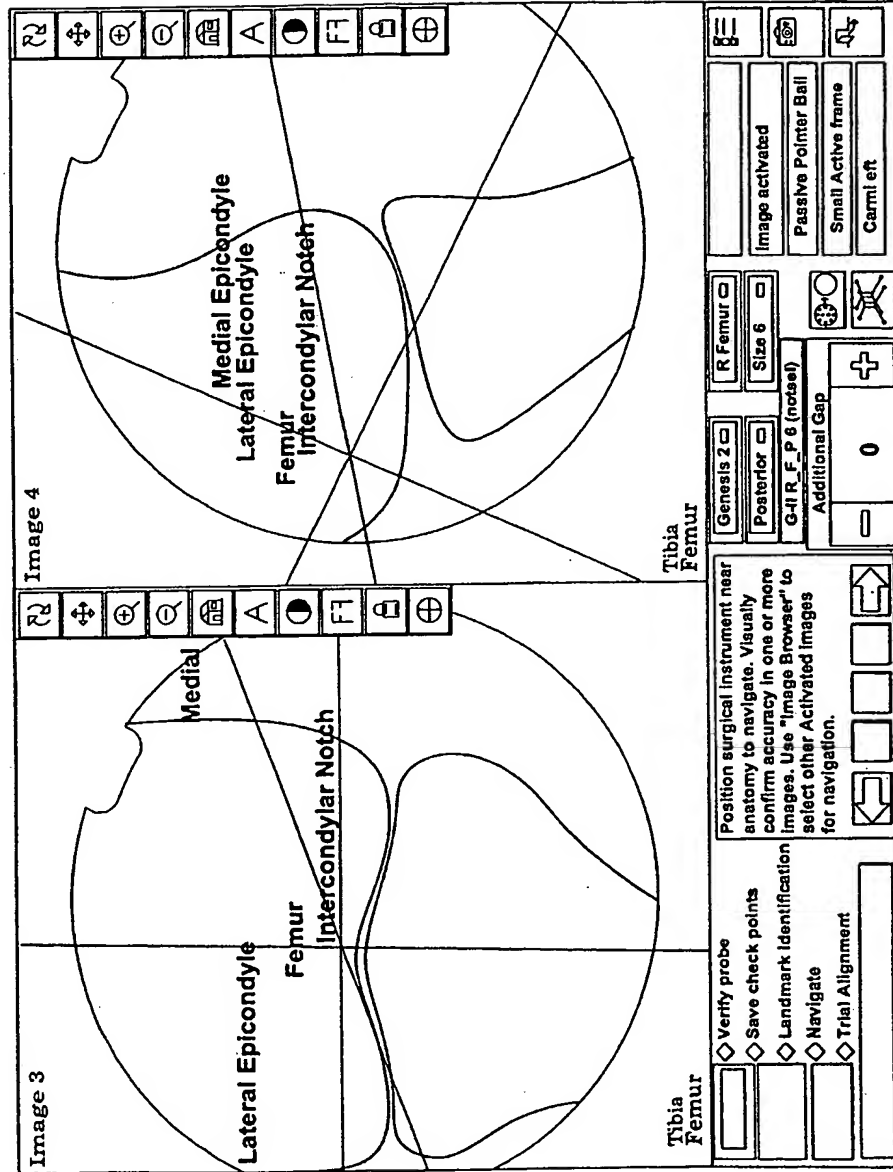 Image 3
Medial
Lateral Epicondyle
Femur
Intercondylar Notch
Tibia
Femur
A
Image 4
Medial Epicondyle
Lateral Epicondyle
Femur
Intercondylar Notch
Tibia
Femur
A
Verify probe
Save check points
Landmark identification
Navigate
Trial Alignment
Position surgical instrument near
anatomy to navigate. Visually
confirm accuracy in one or more
images. Use "Image Browser" to
select other Activated images
for navigation.
Genesis 2
R Femur
Posterior
Size 6
G-II R_F_P 6 (notsel)
Additional Gap
0
Image activated
Passive Pointer Ball
Small Active frame
Carml eft